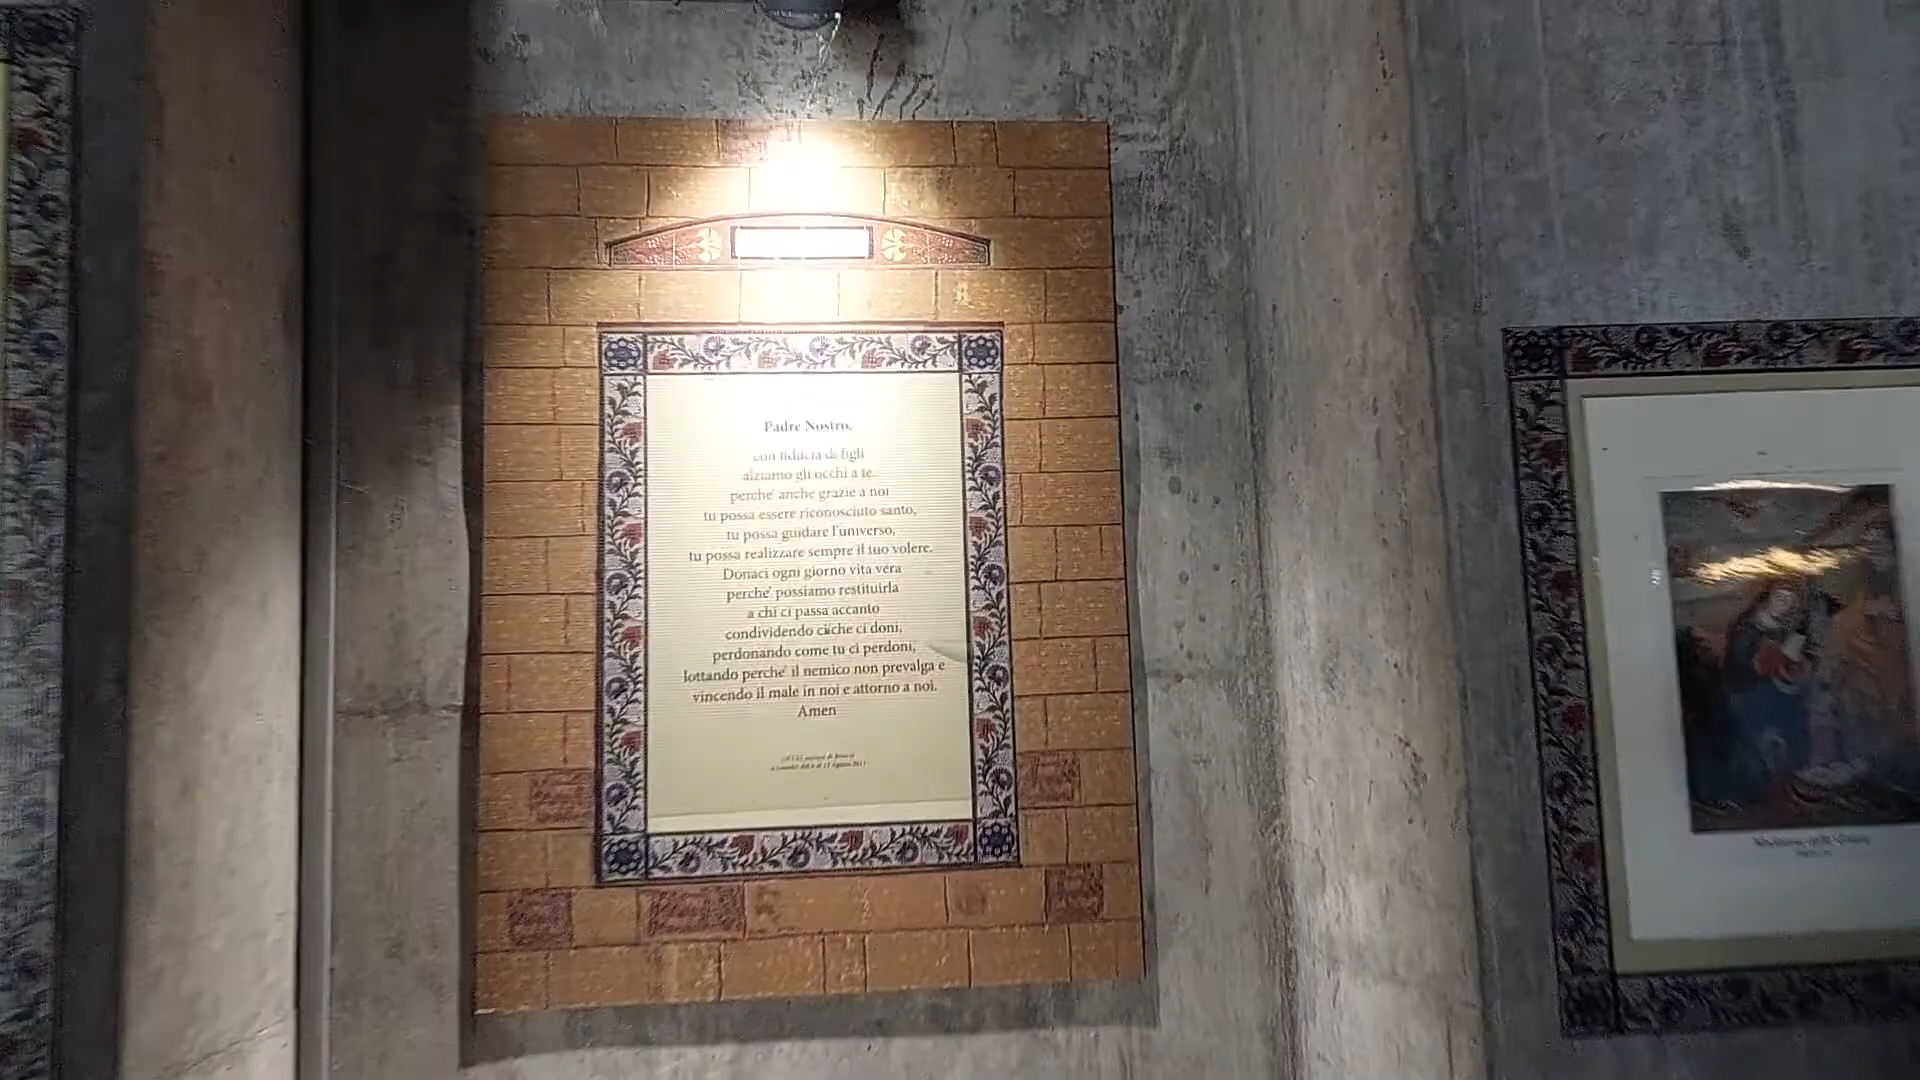 Padre Nostro,
con fiducia di figli
alziamo gli occhi a te.
perche' anche grazie a noi
tu possa essere riconosciuto santo,
tu possa guidare l'universo,
tu possa realizzare sempre il tuo volere.
Donaci ogni giorno vita vera
perche' possiamo restituirla
a chi ci passa accanto
condividendo ciche ci doni,
perdonando come tu ci perdoni,
lottando perche' il nemico non prevalga e
vincendo il male in noi e attorno a noi.
Amen